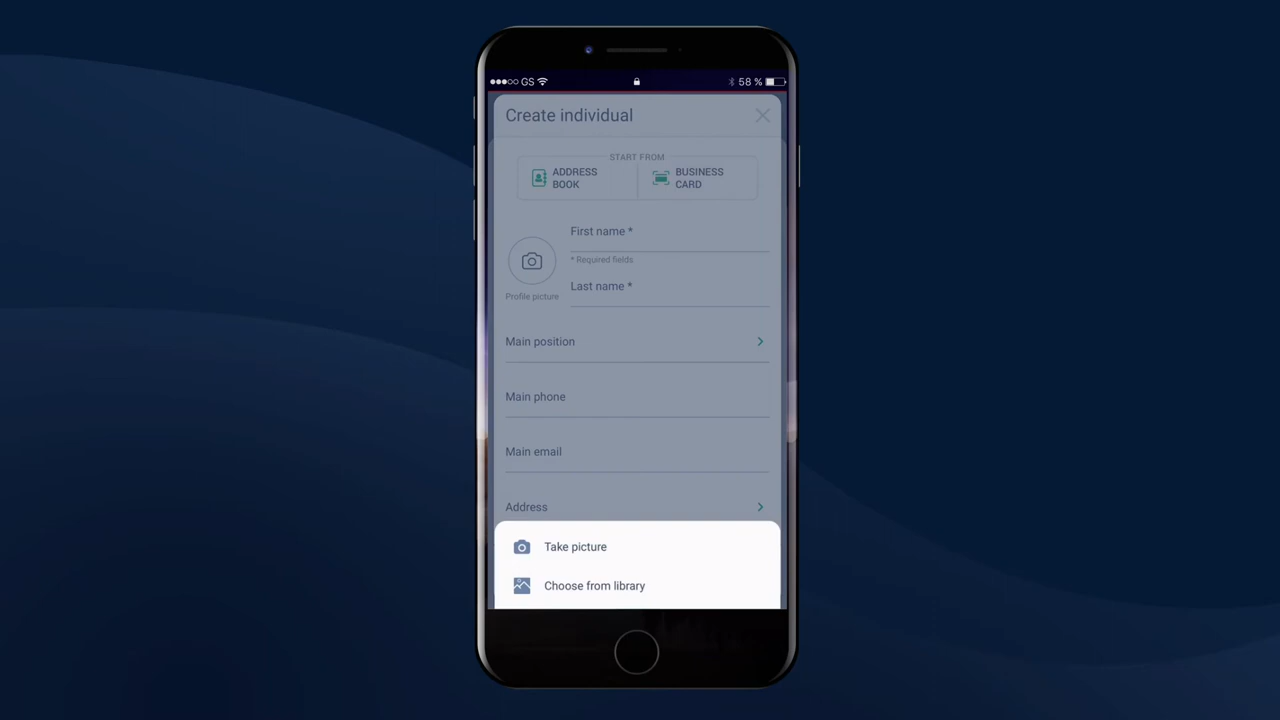 GS 58 %
Create individual
START FROM
ADDRESS BOOK
BUSINESS CARD
First name *
* Required fields
Last name *
Profile picture
Main position
Main phone
Main email
Address
Take picture
Choose from library